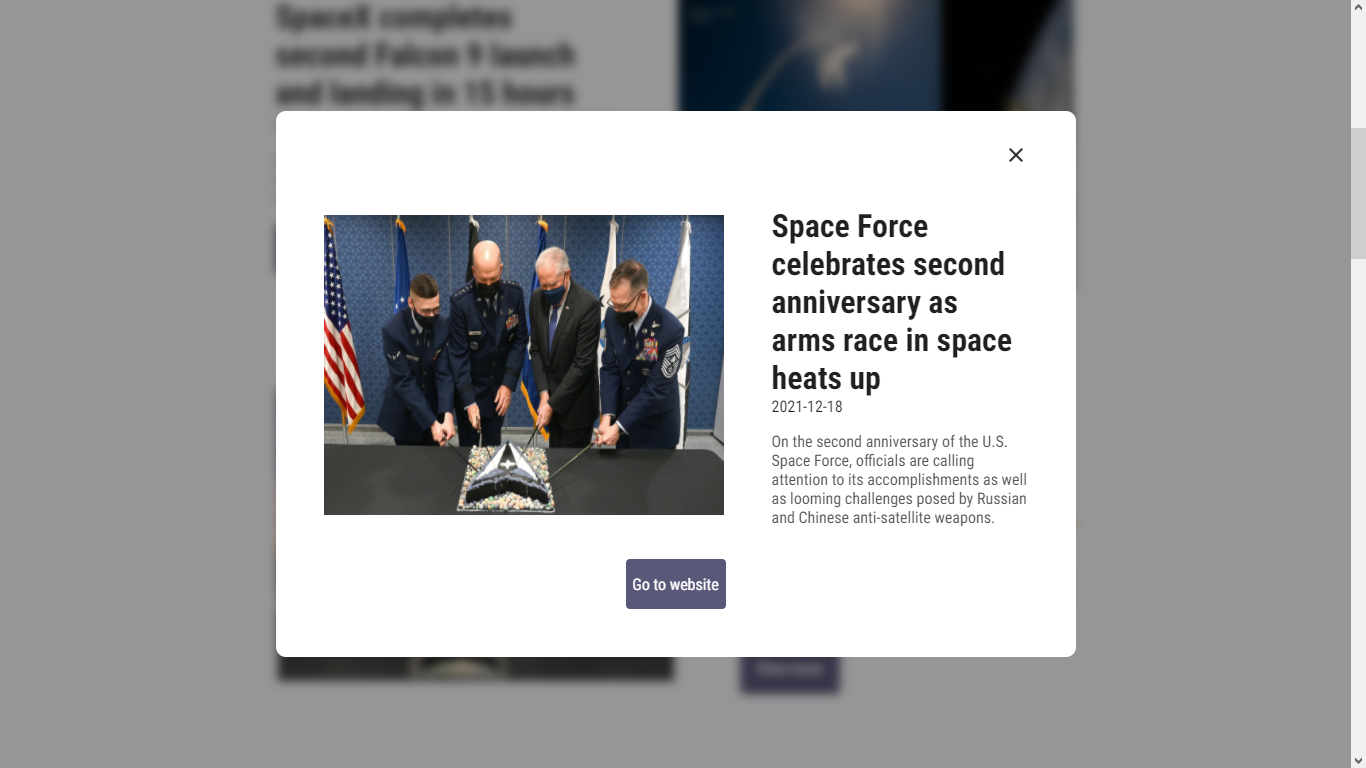 SpaceX completes
second Falcon 9 launch
and landing in 15 hours
Space Force
celebrates second
anniversary as
arms race in space
heats up
2021-12-18
On the second anniversary of the U.S.
Space Force, officials are calling
attention to its accomplishments as well
as looming challenges posed by Russian
and Chinese anti-satellite weapons.
Go to website